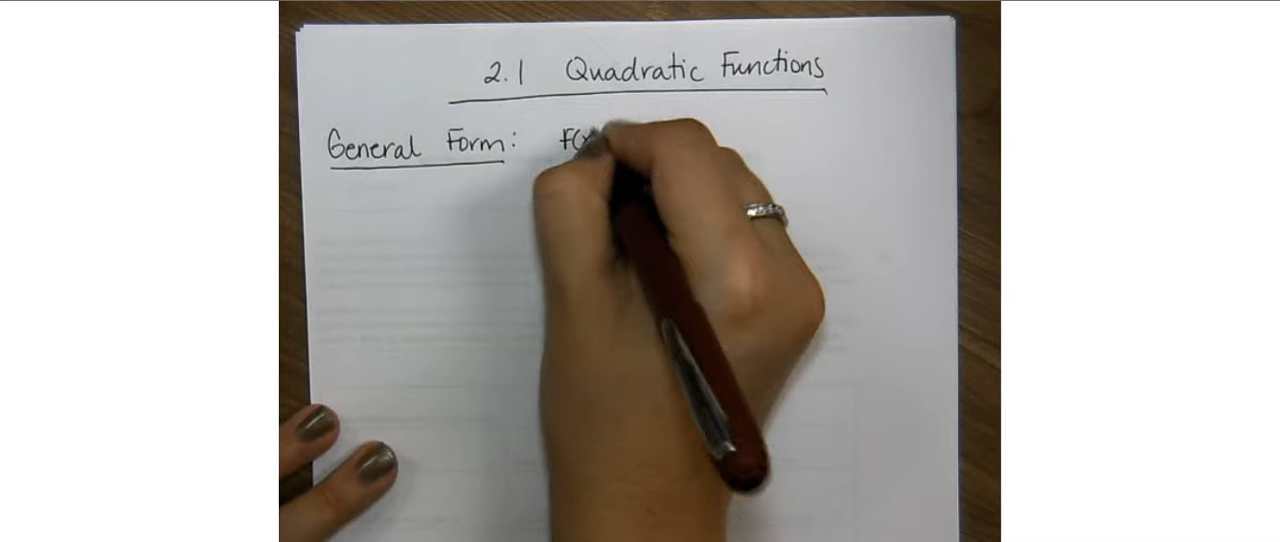 2.1 Quadratic Functions
General Form: f(x